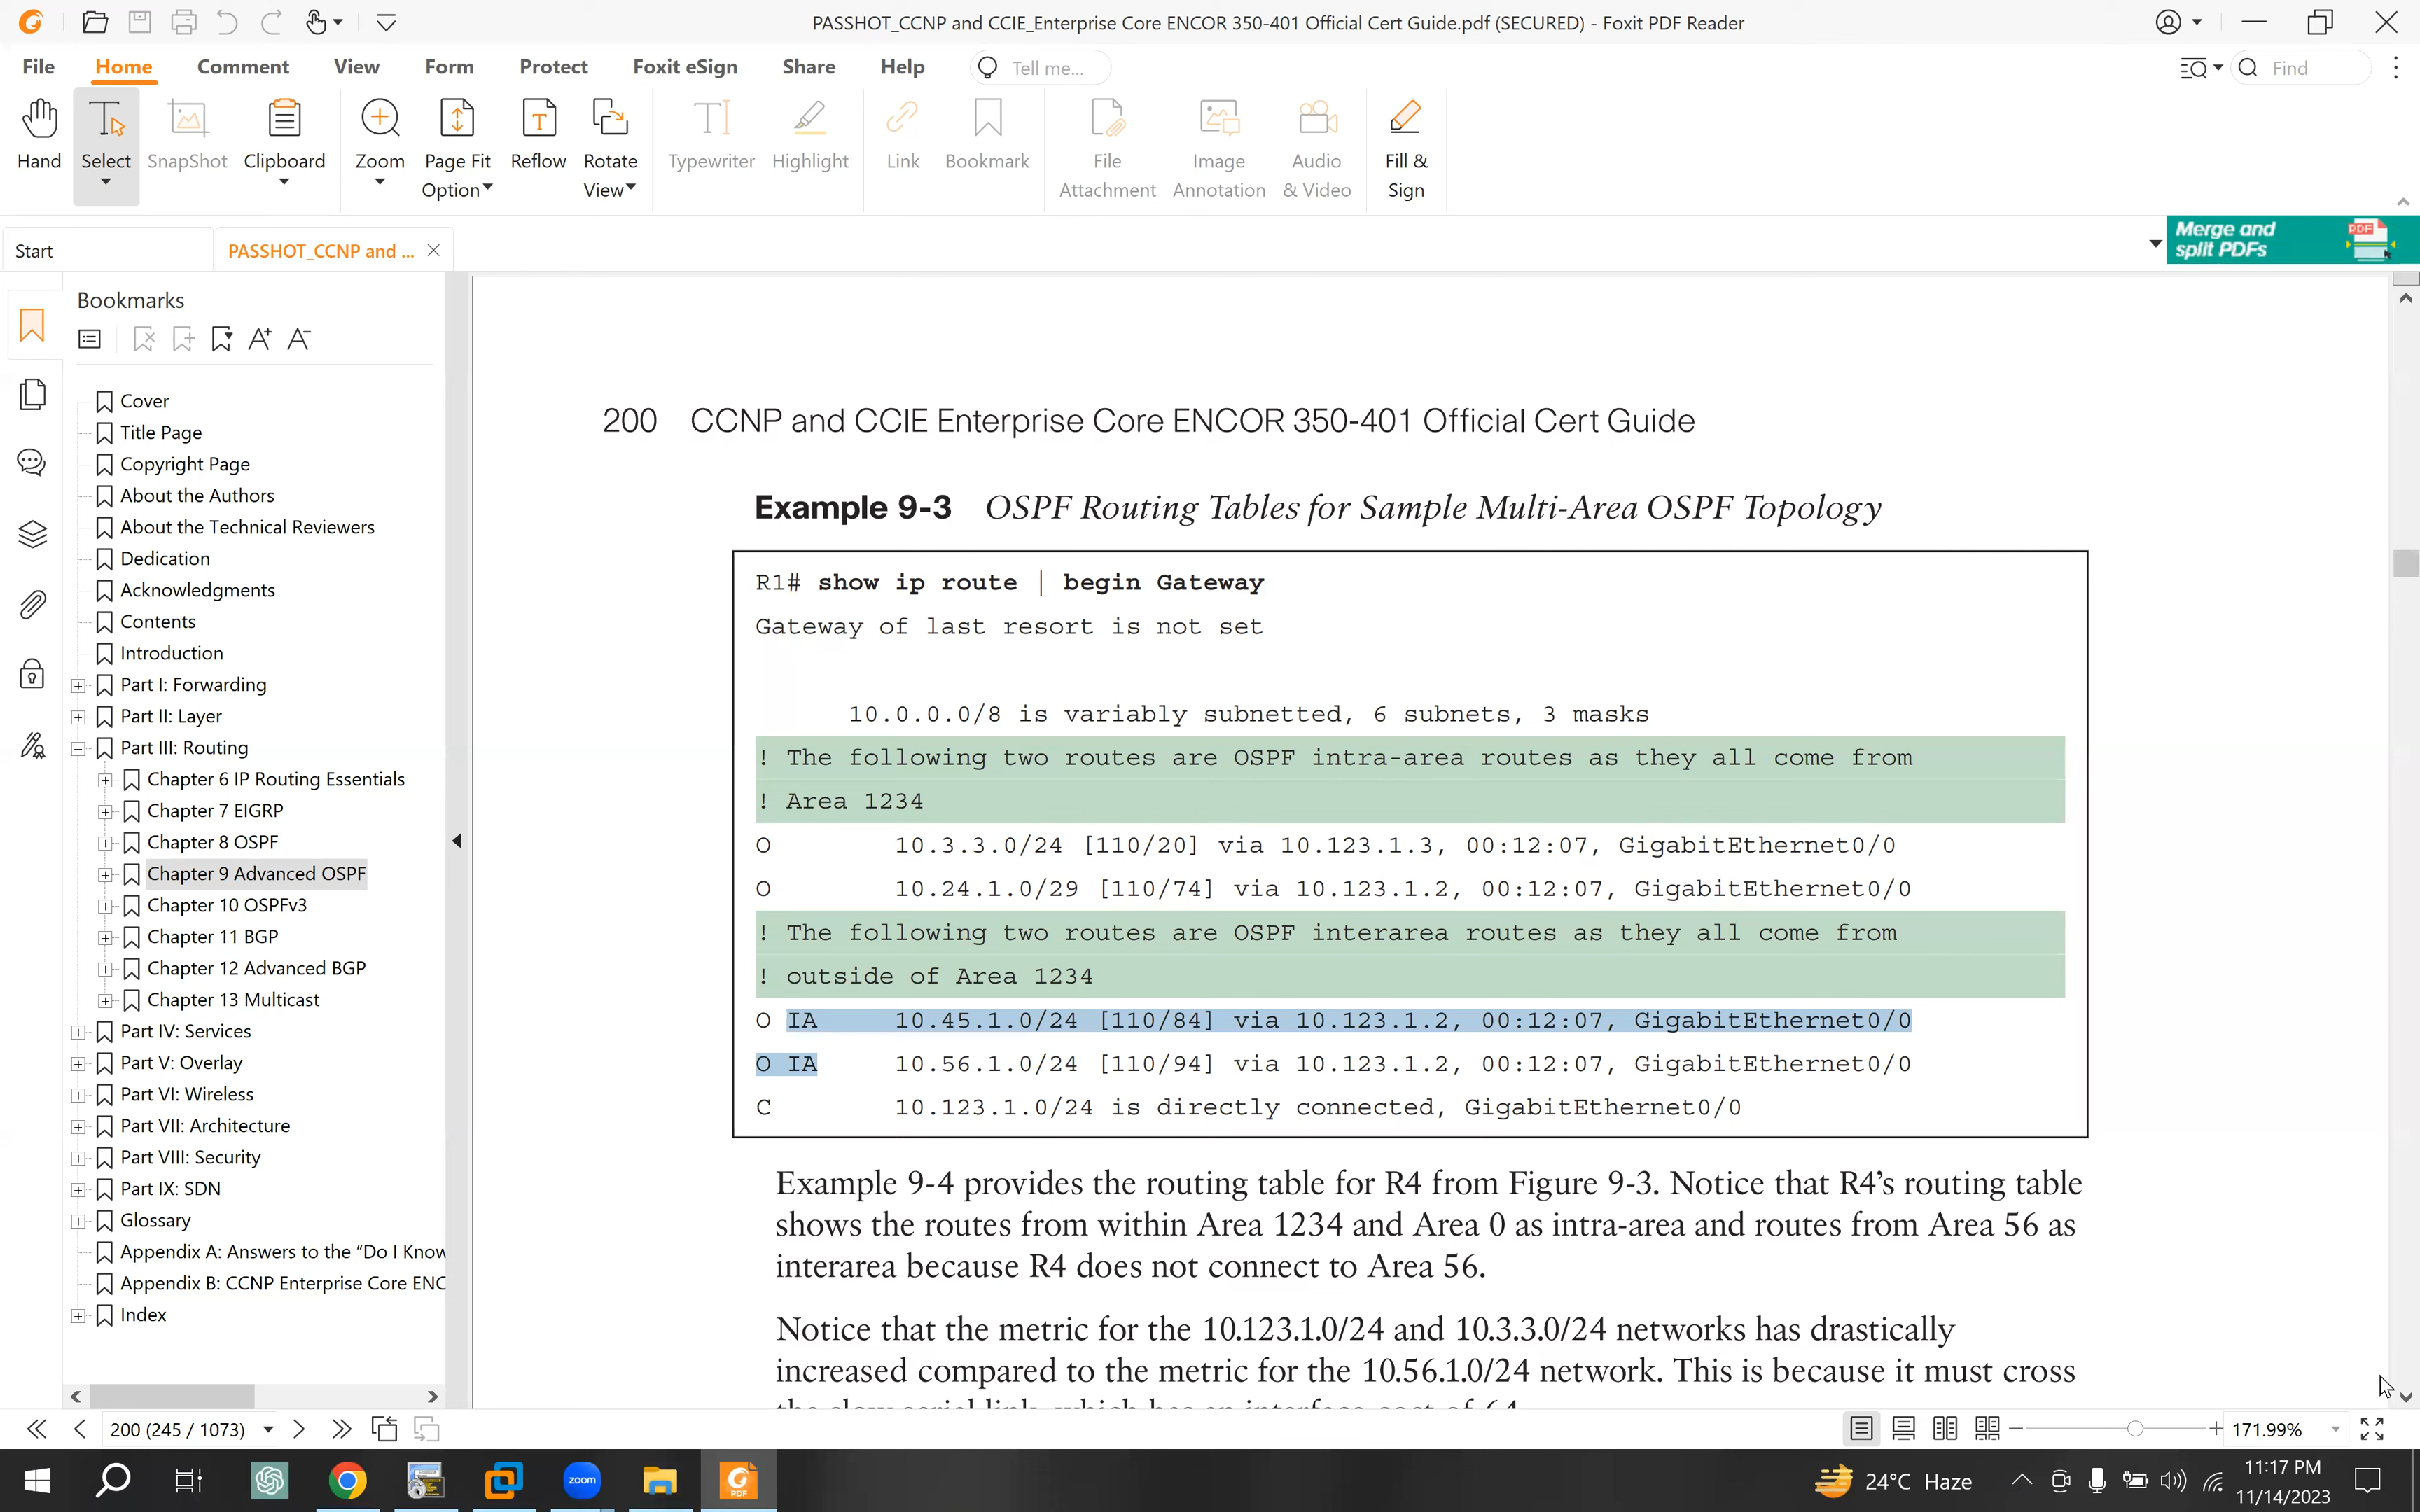 PASSHOT_CCNP and CCIE_Enterprise Core ENCOR 350-401 Official Cert Guide.pdf (SECURED) - Foxit PDF Reader
File Home Comment View Form Protect Foxit eSign Share Help Tell me... Find
Hand Select SnapShot Clipboard Zoom Page Fit Option Reflow Rotate View Typewriter Highlight Link Bookmark File Attachment Image Annotation Audio & Video Fill & Sign
Start PASSHOT_CCNP and ...
Merge and
split PDFs
PDF
Bookmarks
Cover
Title Page
Copyright Page
About the Authors
About the Technical Reviewers
Dedication
Acknowledgments
Contents
Introduction
Part I: Forwarding
Part II: Layer
Part III: Routing
Chapter 6 IP Routing Essentials
Chapter 7 EIGRP
Chapter 8 OSPF
Chapter 9 Advanced OSPF
Chapter 10 OSPFv3
Chapter 11 BGP
Chapter 12 Advanced BGP
Chapter 13 Multicast
Part IV: Services
Part V: Overlay
Part VI: Wireless
Part VII: Architecture
Part VIII: Security
Part IX: SDN
Glossary
Appendix A: Answers to the “Do I Know
Appendix B: CCNP Enterprise Core ENC
Index
200 CCNP and CCIE Enterprise Core ENCOR 350-401 Official Cert Guide
Example 9-3 OSPF Routing Tables for Sample Multi-Area OSPF Topology
R1# show ip route | begin Gateway
Gateway of last resort is not set
10.0.0.0/8 is variably subnetted, 6 subnets, 3 masks
! The following two routes are OSPF intra-area routes as they all come from
! Area 1234
O 10.3.3.0/24 [110/20] via 10.123.1.3, 00:12:07, GigabitEthernet0/0
O 10.24.1.0/29 [110/74] via 10.123.1.2, 00:12:07, GigabitEthernet0/0
! The following two routes are OSPF interarea routes as they all come from
! outside of Area 1234
O IA 10.45.1.0/24 [110/84] via 10.123.1.2, 00:12:07, GigabitEthernet0/0
O IA 10.56.1.0/24 [110/94] via 10.123.1.2, 00:12:07, GigabitEthernet0/0
C 10.123.1.0/24 is directly connected, GigabitEthernet0/0
Example 9-4 provides the routing table for R4 from Figure 9-3. Notice that R4’s routing table
shows the routes from within Area 1234 and Area 0 as intra-area and routes from Area 56 as
interarea because R4 does not connect to Area 56.
Notice that the metric for the 10.123.1.0/24 and 10.3.3.0/24 networks has drastically
increased compared to the metric for the 10.56.1.0/24 network. This is because it must cross
the slow serial link, which has an interface cost of 64.
200 (245 / 1073)
171.99%
zoom
PDF
24°C Haze
11:17 PM
11/14/2023